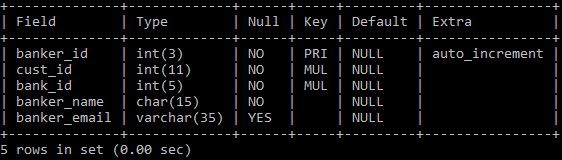 +--------------+-------------+------+-----+---------+----------------+
| Field        | Type        | Null | Key | Default | Extra          |
+--------------+-------------+------+-----+---------+----------------+
| banker_id    | int(3)      | NO   | PRI | NULL    | auto_increment |
| cust_id      | int(11)     | NO   | MUL | NULL    |                |
| bank_id      | int(5)      | NO   | MUL | NULL    |                |
| banker_name  | char(15)    | NO   |     | NULL    |                |
| banker_email | varchar(35) | YES  |     | NULL    |                |
+--------------+-------------+------+-----+---------+----------------+
5 rows in set (0.00 sec)